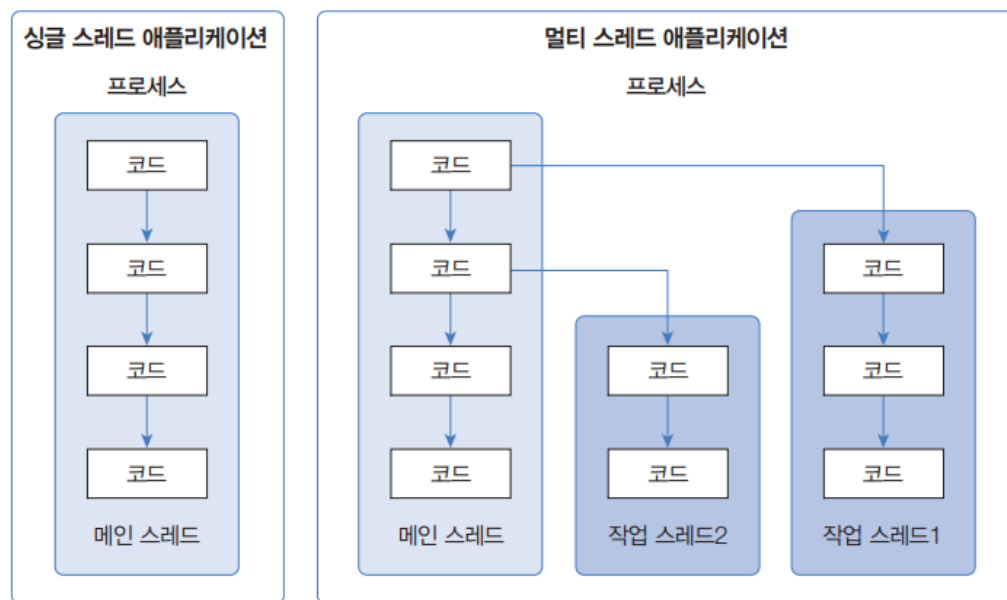 싱글 스레드 애플리케이션
프로세스
코드
코드
코드
코드
메인 스레드
멀티 스레드 애플리케이션
프로세스
코드
코드
코드
코드
메인 스레드
코드
코드
작업 스레드2
코드
코드
코드
작업 스레드1